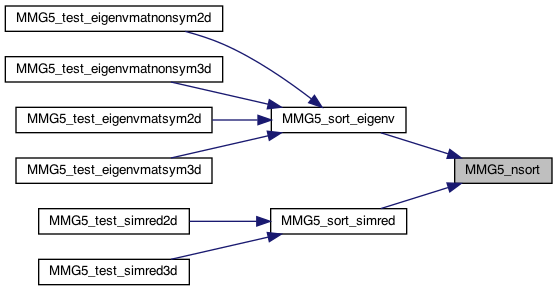 MMG5_test_eigenvmatnonsym2d
MMG5_test_eigenvmatnonsym3d
MMG5_test_eigenvmatsym2d
MMG5_sort_eigenv
MMG5_test_eigenvmatsym3d
MMG5_nsort
MMG5_test_simred2d
MMG5_sort_simred
MMG5_test_simred3d